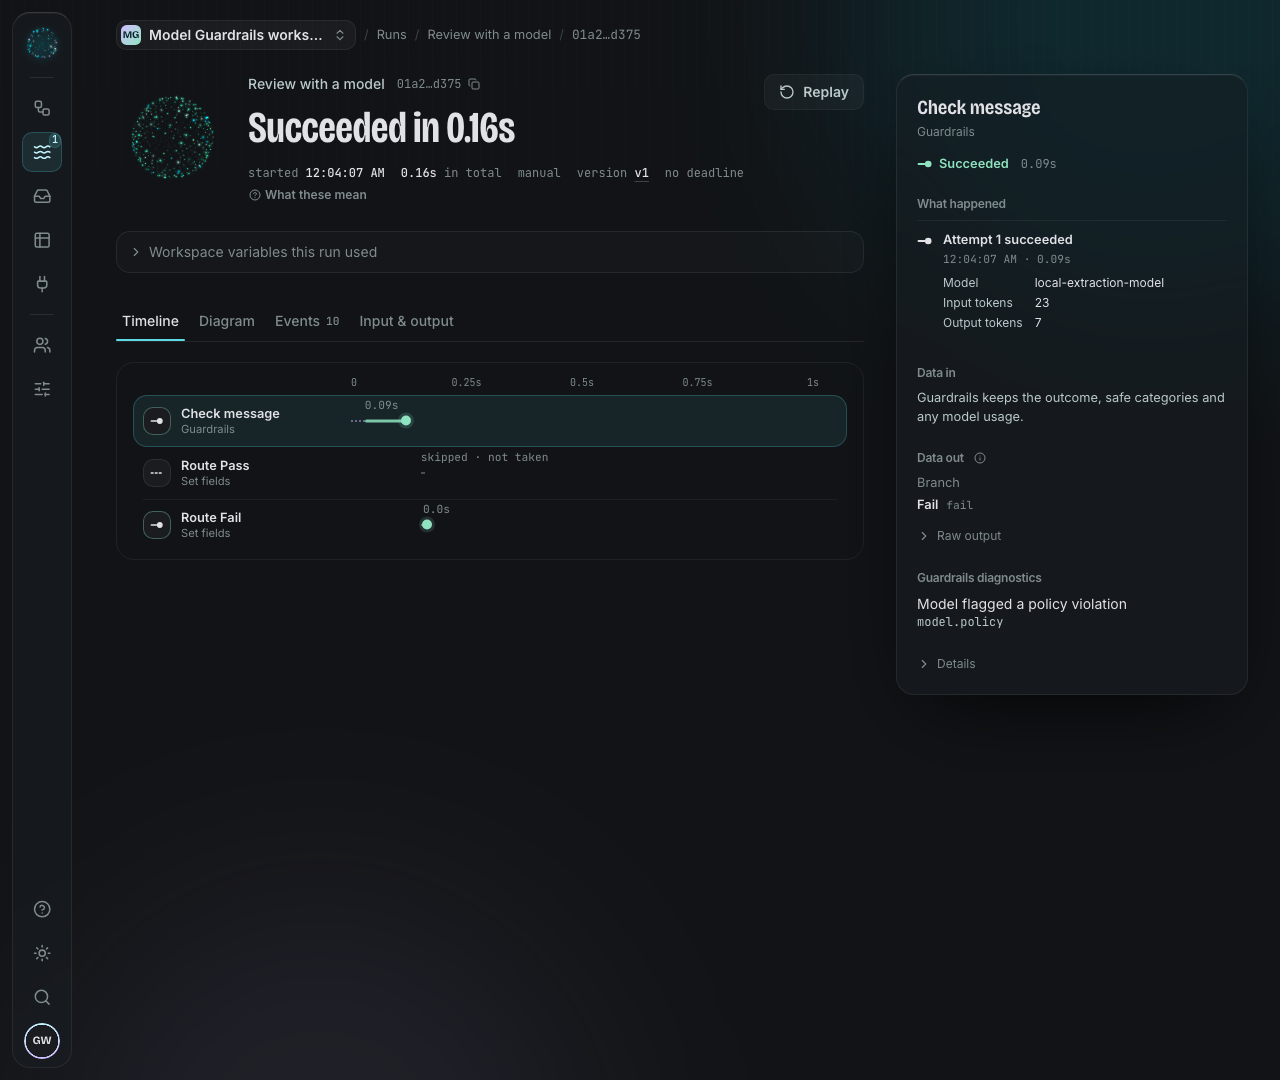 MG Model Guardrails works... / Runs / Review with a model / 01a2…d375
1
Review with a model 01a2…d375
Replay
Succeeded in 0.16s
started 12:04:07 AM 0.16s in total manual version v1 no deadline
What these mean
Workspace variables this run used
Timeline Diagram Events 10 Input & output
0 0.25s 0.5s 0.75s 1s
0.09s
Check message
Guardrails
skipped · not taken
Route Pass
Set fields
0.0s
Route Fail
Set fields
Check message
Guardrails
Succeeded 0.09s
What happened
Attempt 1 succeeded
12:04:07 AM · 0.09s
Model local-extraction-model
Input tokens 23
Output tokens 7
Data in
Guardrails keeps the outcome, safe categories and
any model usage.
Data out
Branch
Fail fail
Raw output
Guardrails diagnostics
Model flagged a policy violation
model.policy
Details
GW